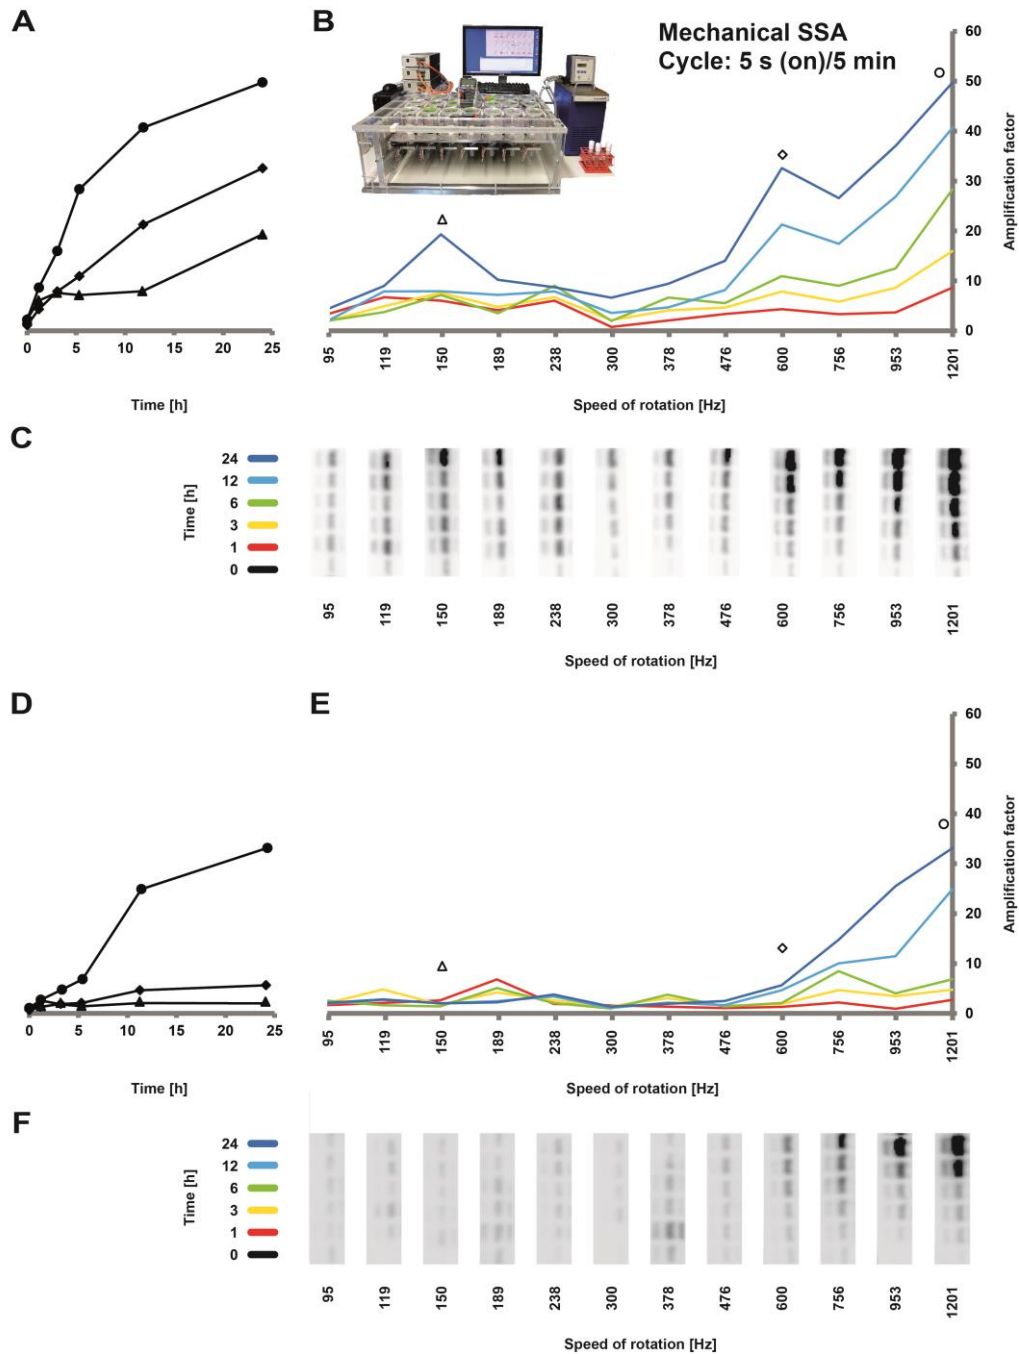 A
B
Mechanical SSA
Cycle: 5 s (on)/5 min
60
50
40
30
20
10
0
Amplification factor
0 5 10 15 20 25
Time [h]
95 119 150 189 238 300 378 476 600 756 953 1201
Speed of rotation [Hz]
C
Time [h]
24
12
6
3
1
0
95 119 150 189 238 300 378 476 600 756 953 1201
Speed of rotation [Hz]
D
E
60
50
40
30
20
10
0
Amplification factor
0 5 10 15 20 25
Time [h]
95 119 150 189 238 300 378 476 600 756 953 1201
Speed of rotation [Hz]
F
Time [h]
24
12
6
3
1
0
95 119 150 189 238 300 378 476 600 756 953 1201
Speed of rotation [Hz]